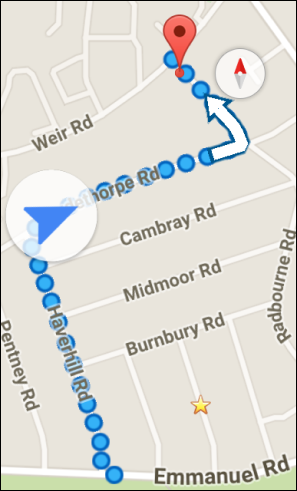 Weir Rd
Cambray Rd
Midmoor Rd
Radbourne Rd
Burnbury Rd
Haverhill Rd
Pentney Rd
Emmanuel Rd